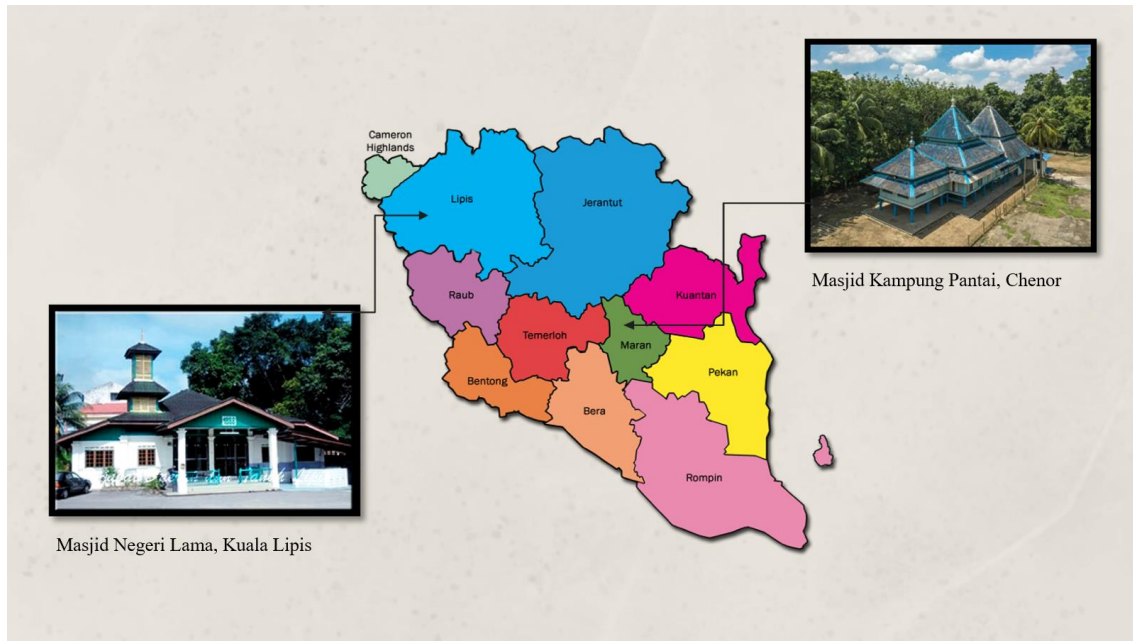 Cameron
Highlands
Lipis
Jerantut
Raub
Kuantan
Temerloh
Maran
Pekan
Bentong
Bera
Rompin
Masjid Kampung Pantai, Chenor
Masjid Negeri Lama, Kuala Lipis